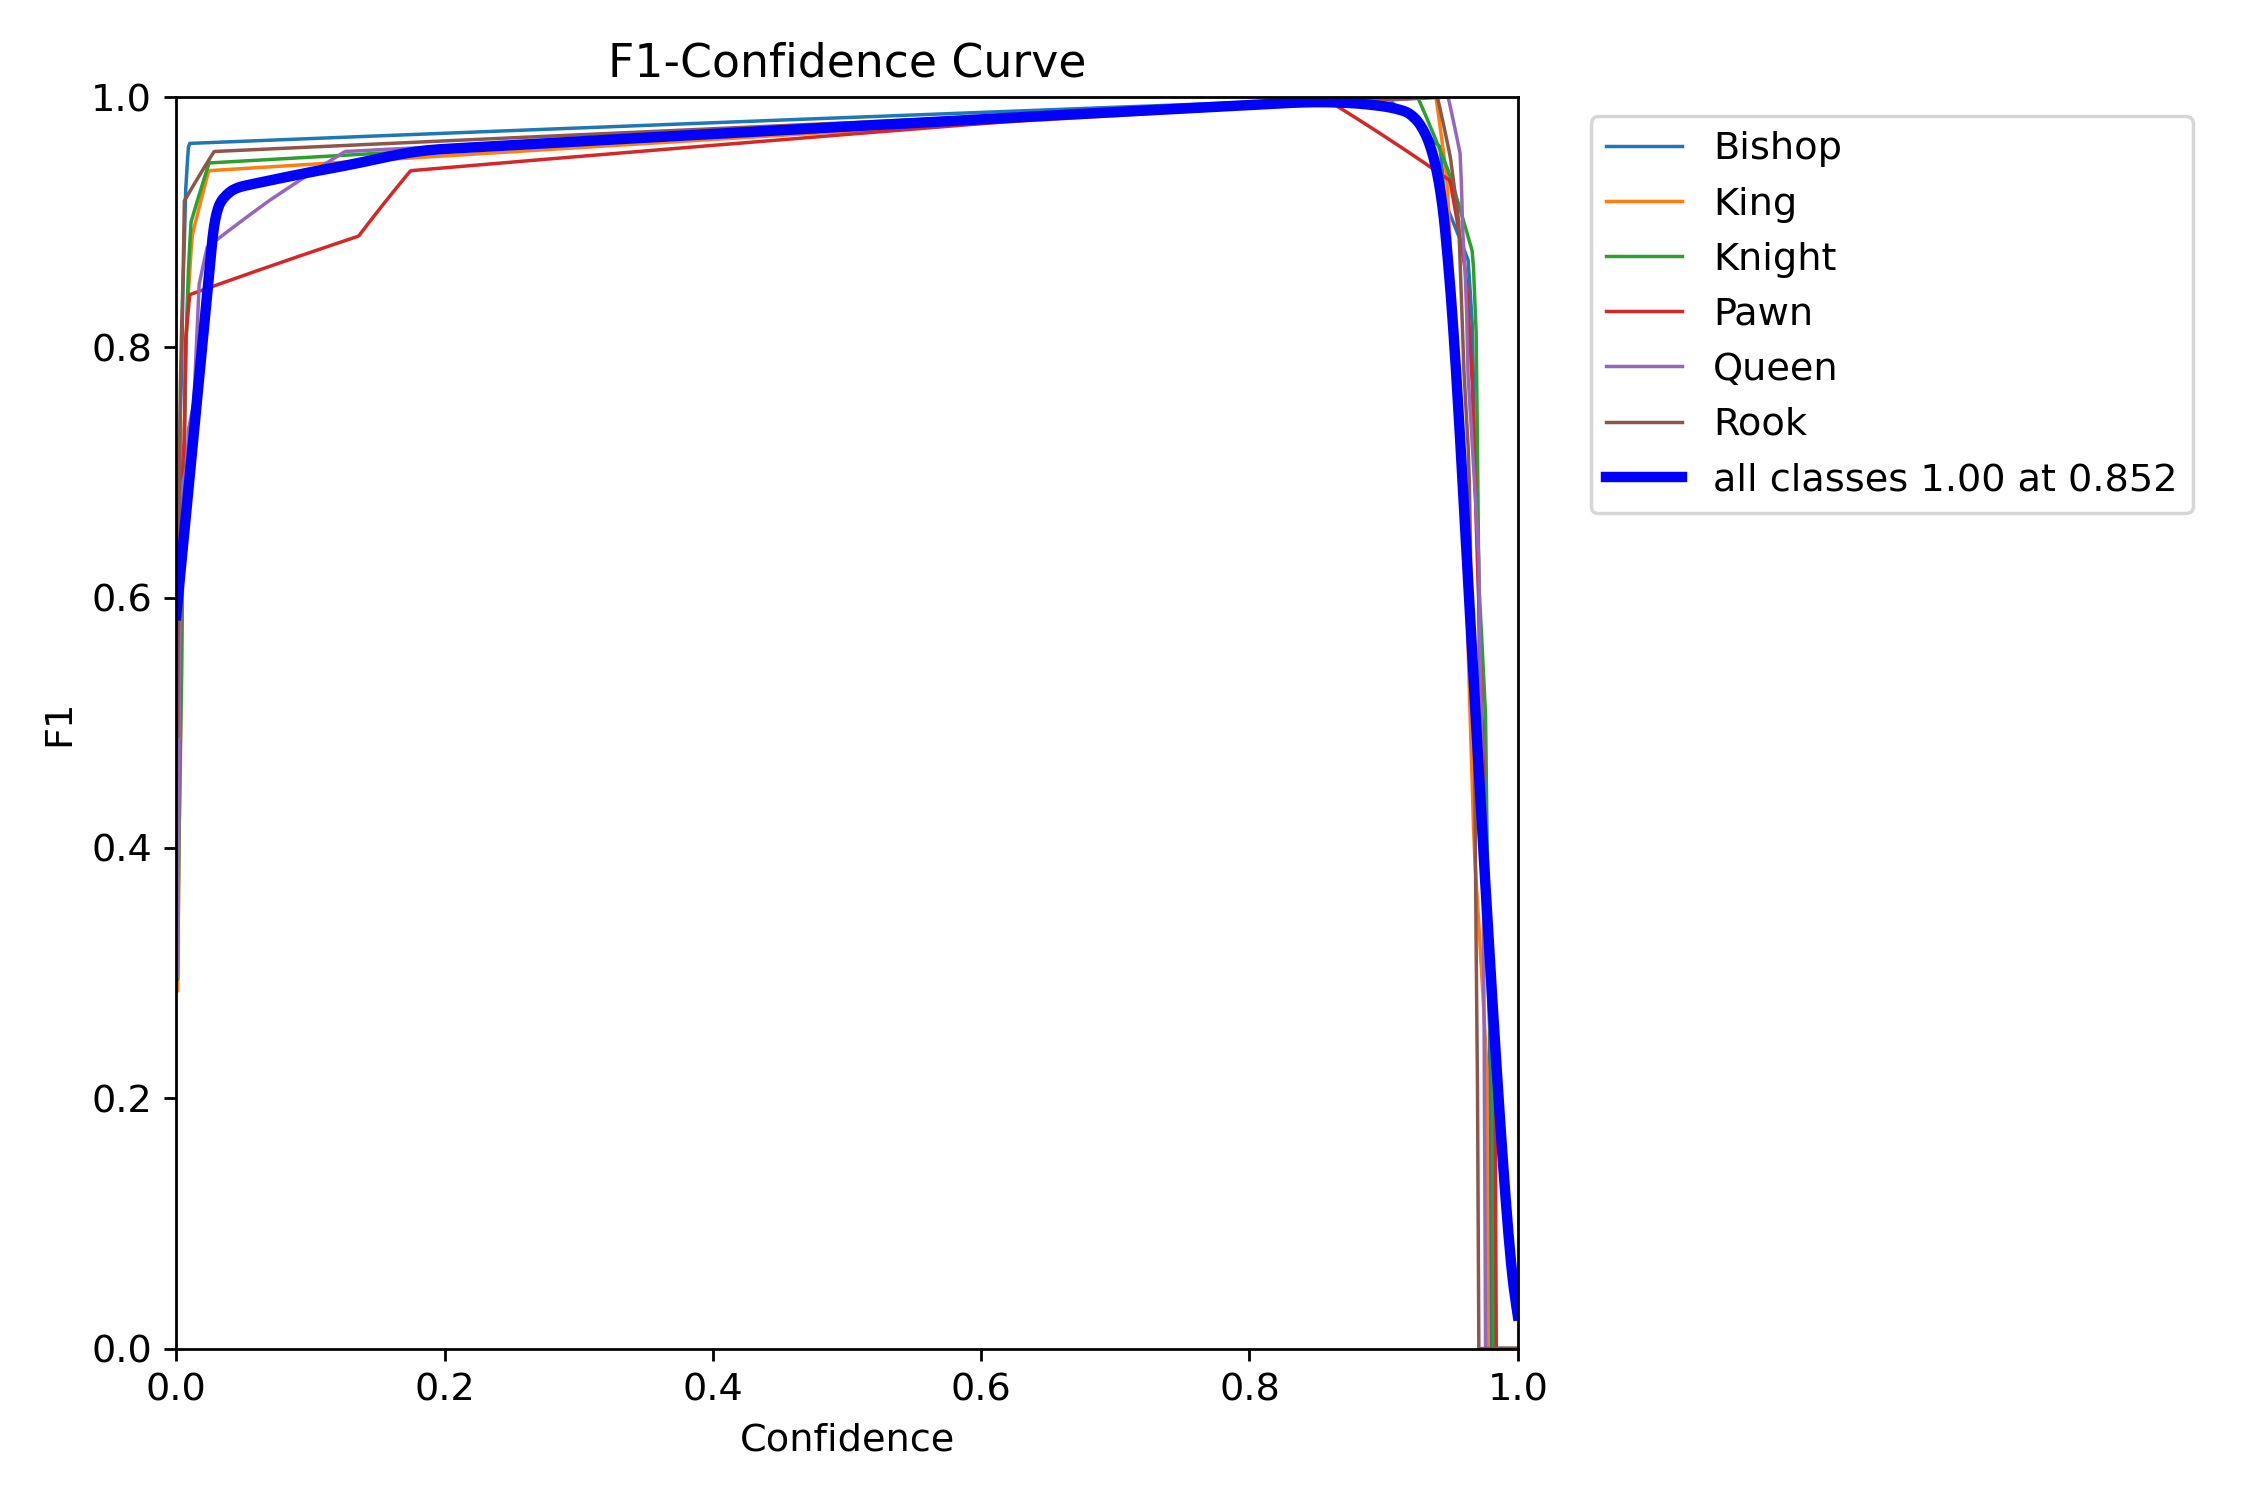 F1-Confidence Curve
1.0
0.8
0.6
0.4
0.2
0.0
F1
0.0 0.2 0.4 0.6 0.8 1.0
Confidence
Bishop
King
Knight
Pawn
Queen
Rook
all classes 1.00 at 0.852